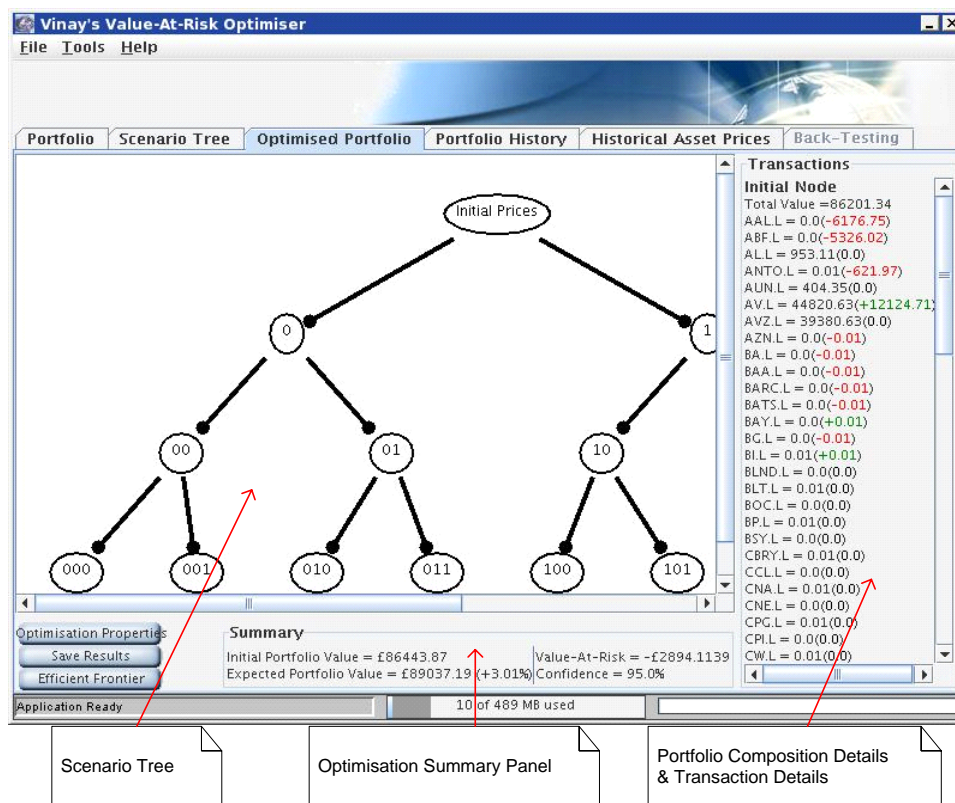 Vinay's Value-At-Risk Optimiser
File Tools Help
Portfolio Scenario Tree Optimised Portfolio Portfolio History Historical Asset Prices Back-Testing
Initial Prices
0
1
00
01
10
000
001
010
011
100
101
Transactions
Initial Node
Total Value =86201.34
AAL.L = 0.0(-6176.75)
ABF.L = 0.0(-5326.02)
AL.L = 953.11(0.0)
ANTO.L = 0.01(-621.97)
AUN.L = 404.35(0.0)
AV.L = 44820.63(+12124.71)
AVZ.L = 39380.63(0.0)
AZN.L = 0.0(-0.01)
BA.L = 0.0(-0.01)
BAA.L = 0.0(-0.01)
BARC.L = 0.0(-0.01)
BATS.L = 0.0(-0.01)
BAY.L = 0.0(+0.01)
BG.L = 0.0(-0.01)
BI.L = 0.01(+0.01)
BLND.L = 0.0(0.0)
BLT.L = 0.01(0.0)
BOC.L = 0.0(0.0)
BP.L = 0.01(0.0)
BSY.L = 0.0(0.0)
CBRY.L = 0.01(0.0)
CCL.L = 0.0(0.0)
CNA.L = 0.01(0.0)
CNE.L = 0.0(0.0)
CPG.L = 0.01(0.0)
CPI.L = 0.0(0.0)
CW.L = 0.01(0.0)
Optimisation Properties
Save Results
Efficient Frontier
Summary
Initial Portfolio Value = £86443.87
Expected Portfolio Value = £89037.19 (+3.01%)
Value-At-Risk = -£2894.1139
Confidence = 95.0%
Application Ready
10 of 489 MB used
Scenario Tree
Optimisation Summary Panel
Portfolio Composition Details
& Transaction Details